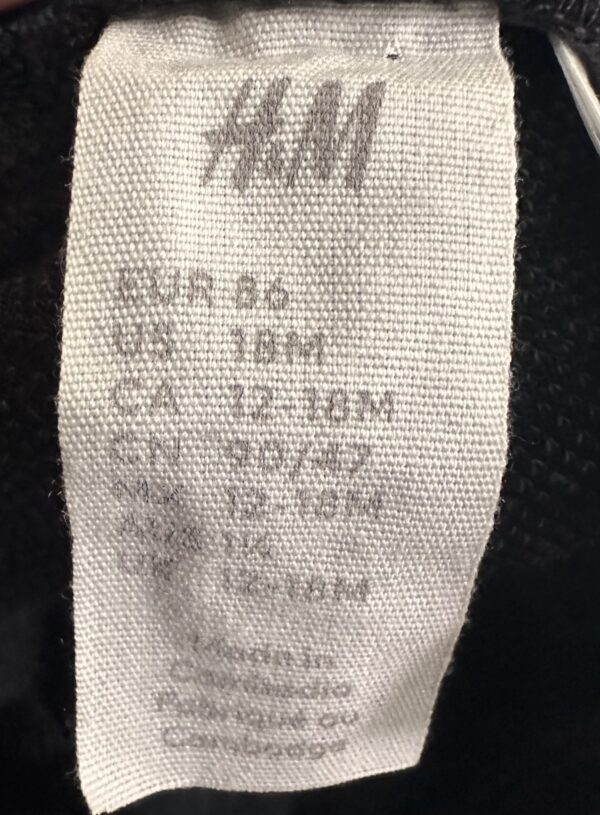 H&M
EUR 86
US 18M
CA 12-18M
CN 90/47
MX 12-18M
AUS
UK 12-18M
Made in
Cambodia
Fabriqué au
Cambodge